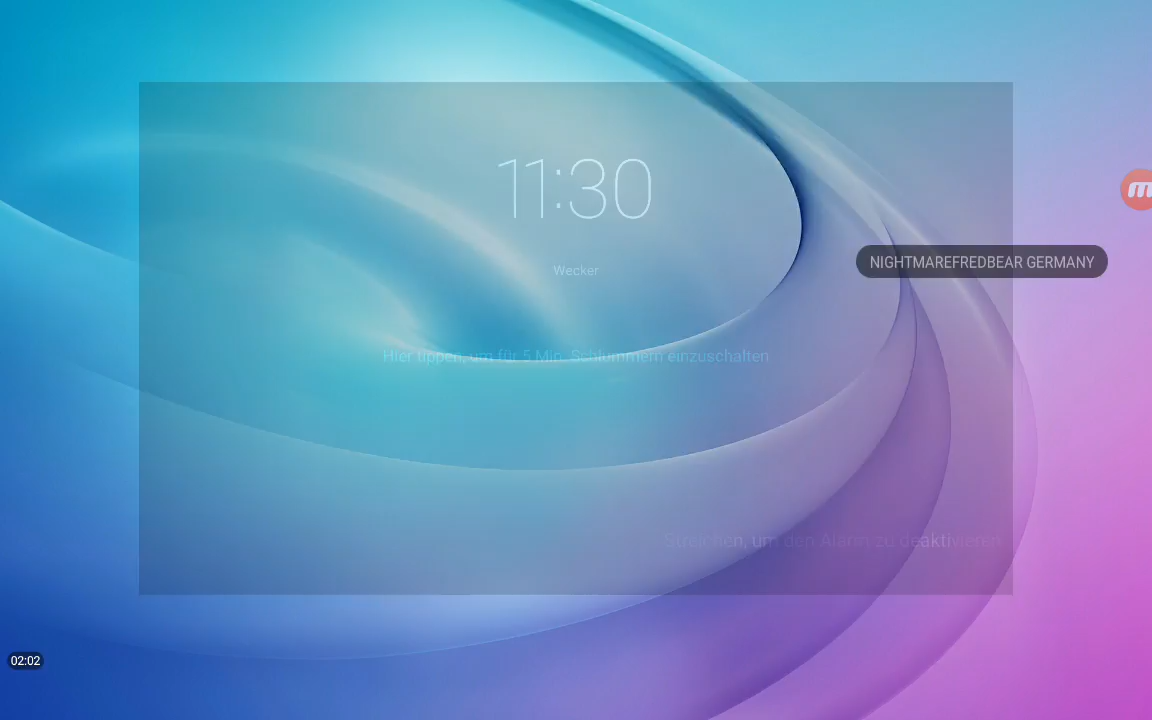 11:30
Wecker
NIGHTMAREFREDBEAR GERMANY
Hier tippen, um für 5 Min. Schlummern einzuschalten
Streichen, um den Alarm zu deaktivieren
02:02
m